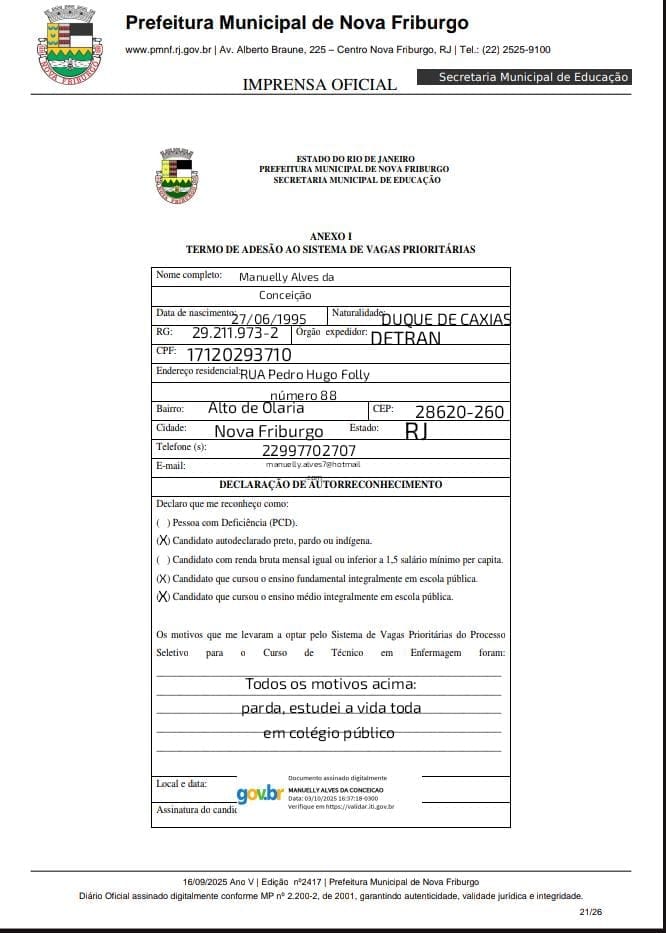 Prefeitura Municipal de Nova Friburgo
www.pmnf.rj.gov.br | Av. Alberto Braune, 225 – Centro Nova Friburgo, RJ | Tel.: (22) 2525-9100
IMPRENSA OFICIAL
Secretaria Municipal de Educação
NOVA FRIBURGO
ESTADO DO RIO DE JANEIRO
PREFEITURA MUNICIPAL DE NOVA FRIBURGO
SECRETARIA MUNICIPAL DE EDUCAÇÃO
ANEXO I
TERMO DE ADESÃO AO SISTEMA DE VAGAS PRIORITÁRIAS
Nome completo: Manuelly Alves da
Conceição
Data de nascimento: 27/06/1995 Naturalidade: DUQUE DE CAXIAS
RG: 29.211.973-2 Órgão expedidor: DETRAN
CPF: 17120293710
Endereço residencial: RUA Pedro Hugo Folly
número 88
Bairro: Alto de Olaria CEP: 28620-260
Cidade: Nova Friburgo Estado: RJ
Telefone (s): 22997702707
E-mail: manuelly.alves7@hotmail
.com
DECLARAÇÃO DE AUTORRECONHECIMENTO
Declaro que me reconheço como:
( ) Pessoa com Deficiência (PCD).
(X) Candidato autodeclarado preto, pardo ou indígena.
( ) Candidato com renda bruta mensal igual ou inferior a 1,5 salário mínimo per capita.
(X) Candidato que cursou o ensino fundamental integralmente em escola pública.
(X) Candidato que cursou o ensino médio integralmente em escola pública.
Os motivos que me levaram a optar pelo Sistema de Vagas Prioritárias do Processo
Seletivo para o Curso de Técnico em Enfermagem foram:
Todos os motivos acima:
parda, estudei a vida toda
em colégio público
Local e data:
Assinatura do candid
gov.br
Documento assinado digitalmente
MANUELLY ALVES DA CONCEICAO
Data: 03/10/2025 16:37:18-0300
Verifique em https://validar.iti.gov.br
16/09/2025 Ano V | Edição nº2417 | Prefeitura Municipal de Nova Friburgo
Diário Oficial assinado digitalmente conforme MP nº 2.200-2, de 2001, garantindo autenticidade, validade jurídica e integridade.
21/26